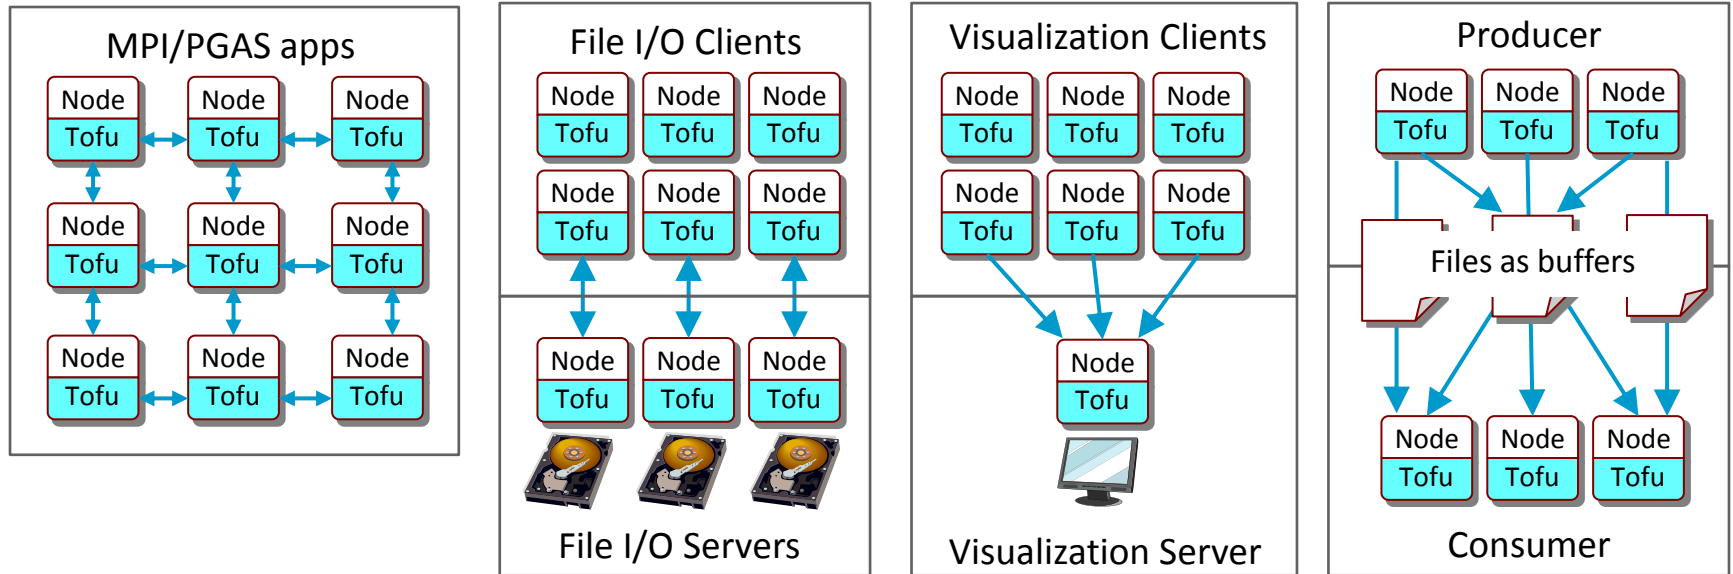 MPI/PGAS apps
Node Node Node
Tofu Tofu Tofu
Node Node Node
Tofu Tofu Tofu
Node Node Node
Tofu Tofu Tofu
File I/O Clients
Node Node Node
Tofu Tofu Tofu
Node Node Node
Tofu Tofu Tofu
Node Node Node
Tofu Tofu Tofu
File I/O Servers
Visualization Clients
Node Node Node
Tofu Tofu Tofu
Node Node Node
Tofu Tofu Tofu
Node
Tofu
Visualization Server
Producer
Node Node Node
Tofu Tofu Tofu
Files as buffers
Node Node Node
Tofu Tofu Tofu
Consumer